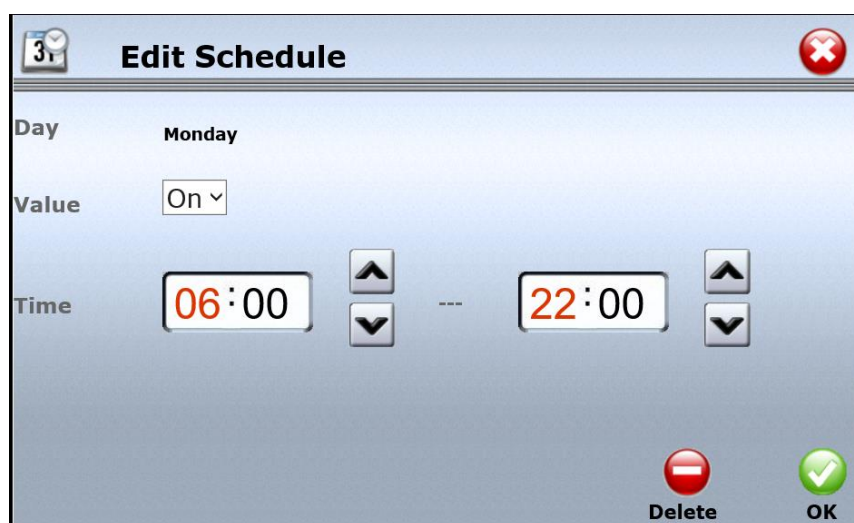 31 Edit Schedule
Day Monday
Value On
Time 06:00 --- 22:00
Delete OK